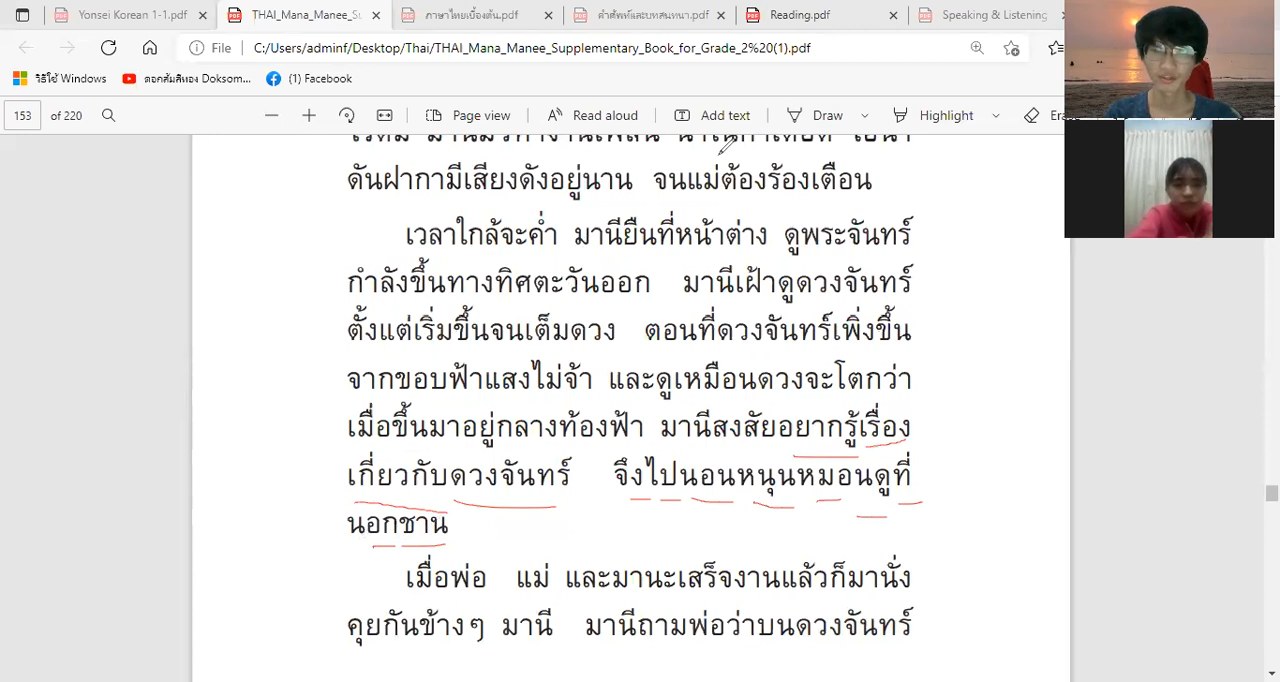 Yonsei Korean 1-1.pdf
THAI_Mana_Manee_Su
ภาษาไทยเบื้องต้น.pdf
คำศัพท์และบทสนทนา3.pdf
Reading.pdf
Speaking & Listening
File C:/Users/adminf/Desktop/Thai/THAI_Mana_Manee_Supplementary_Book_for_Grade_2%20(1).pdf
วิธีใช้ Windows
ดอกส้มสีทอง Doksom...
(1) Facebook
153 of 220
Page view
Read aloud
Add text
Draw
Highlight
ดันฝากามีเสียงดังอยู่นาน จนแม่ต้องร้องเตือน
เวลาใกล้จะค่ำ มานียืนที่หน้าต่าง ดูพระจันทร์
กำลังขึ้นทางทิศตะวันออก มานีเฝ้าดูดวงจันทร์
ตั้งแต่เริ่มขึ้นจนเต็มดวง ตอนที่ดวงจันทร์เพิ่งขึ้น
จากขอบฟ้าแสงไม่จ้า และดูเหมือนดวงจะโตกว่า
เมื่อขึ้นมาอยู่กลางท้องฟ้า มานีสงสัยอยากรู้เรื่อง
เกี่ยวกับดวงจันทร์ จึงไปนอนหนุนหมอนดูที่
นอกชาน
เมื่อพ่อ แม่ และมานะเสร็จงานแล้วก็มานั่ง
คุยกันข้างๆ มานี มานีถามพ่อว่าบนดวงจันทร์